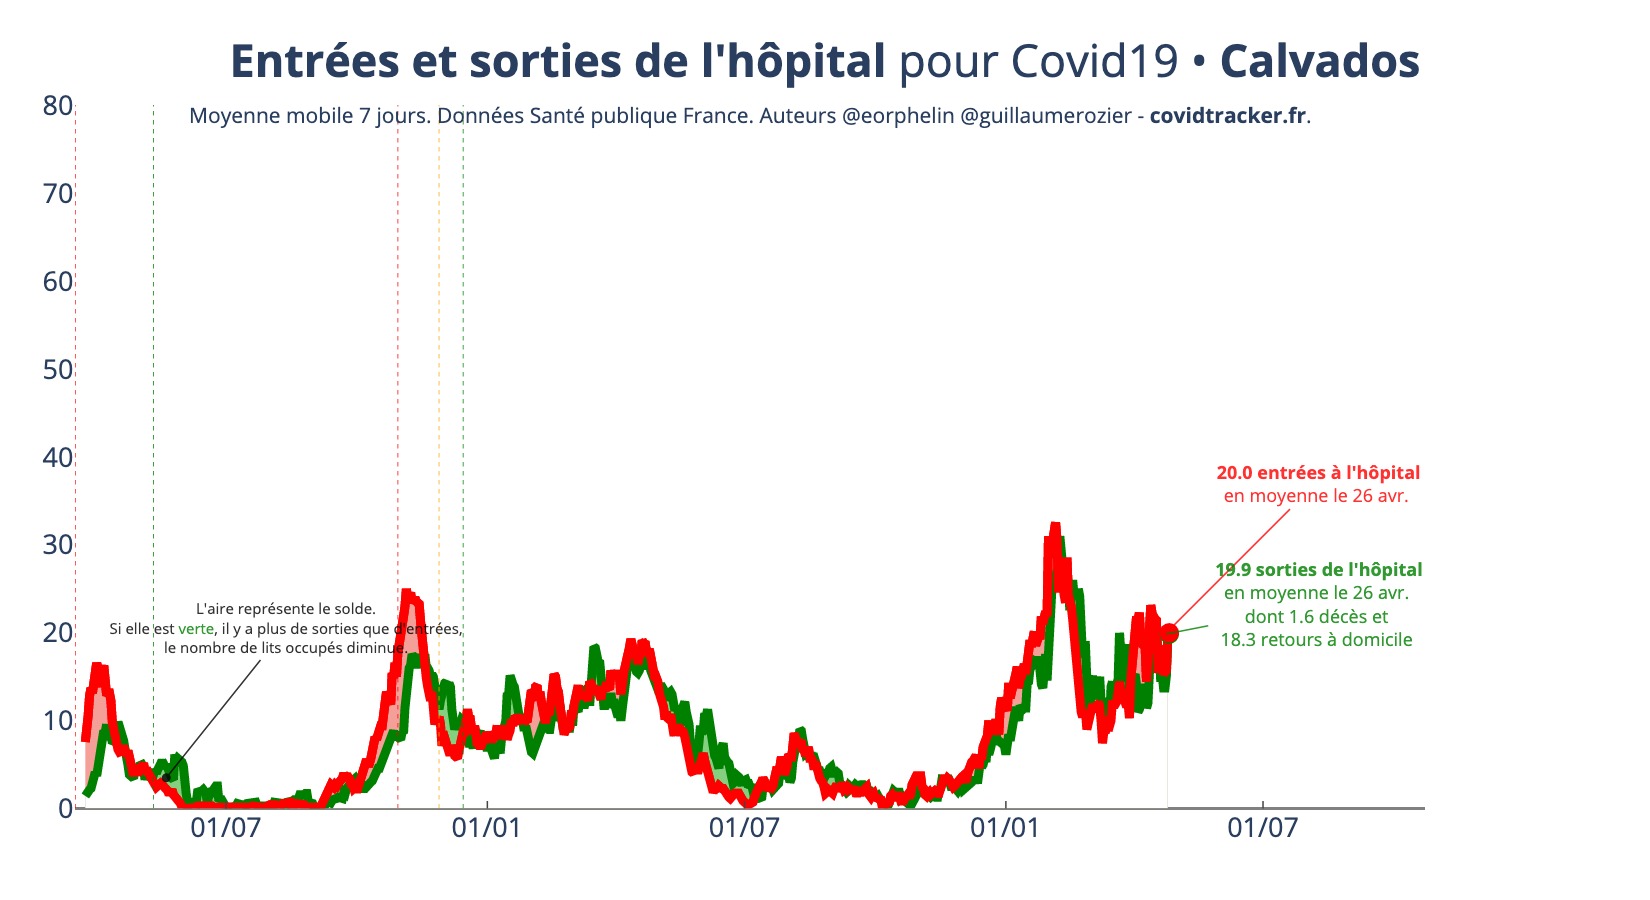 Entrées et sorties de l'hôpital pour Covid19 • Calvados
Moyenne mobile 7 jours. Données Santé publique France. Auteurs @eorphelin @guillaumerozier - covidtracker.fr.
80
70
60
50
40
30
20
10
0
20.0 entrées à l'hôpital
en moyenne le 26 avr.
19.9 sorties de l'hôpital
en moyenne le 26 avr.
dont 1.6 décès et
18.3 retours à domicile
L'aire représente le solde.
Si elle est verte, il y a plus de sorties que d'entrées,
le nombre de lits occupés diminue.
01/07
01/01
01/07
01/01
01/07